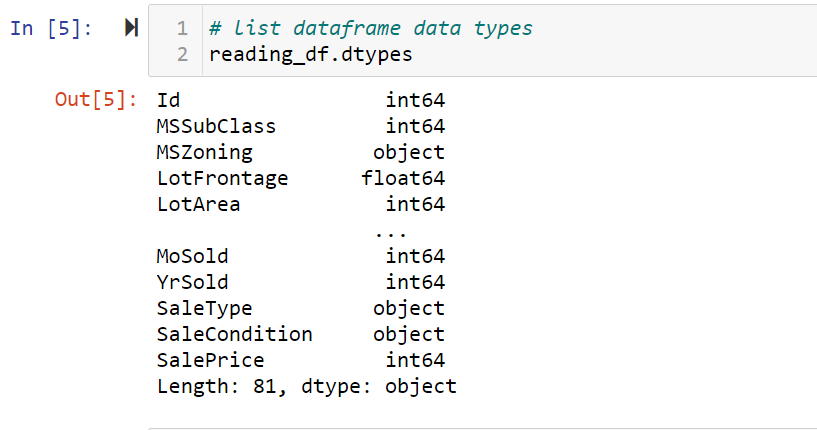 In [5]: 1 # list dataframe data types
2 reading_df.dtypes
Out[5]: Id int64
MSSubClass int64
MSZoning object
LotFrontage float64
LotArea int64
...
MoSold int64
YrSold int64
SaleType object
SaleCondition object
SalePrice int64
Length: 81, dtype: object